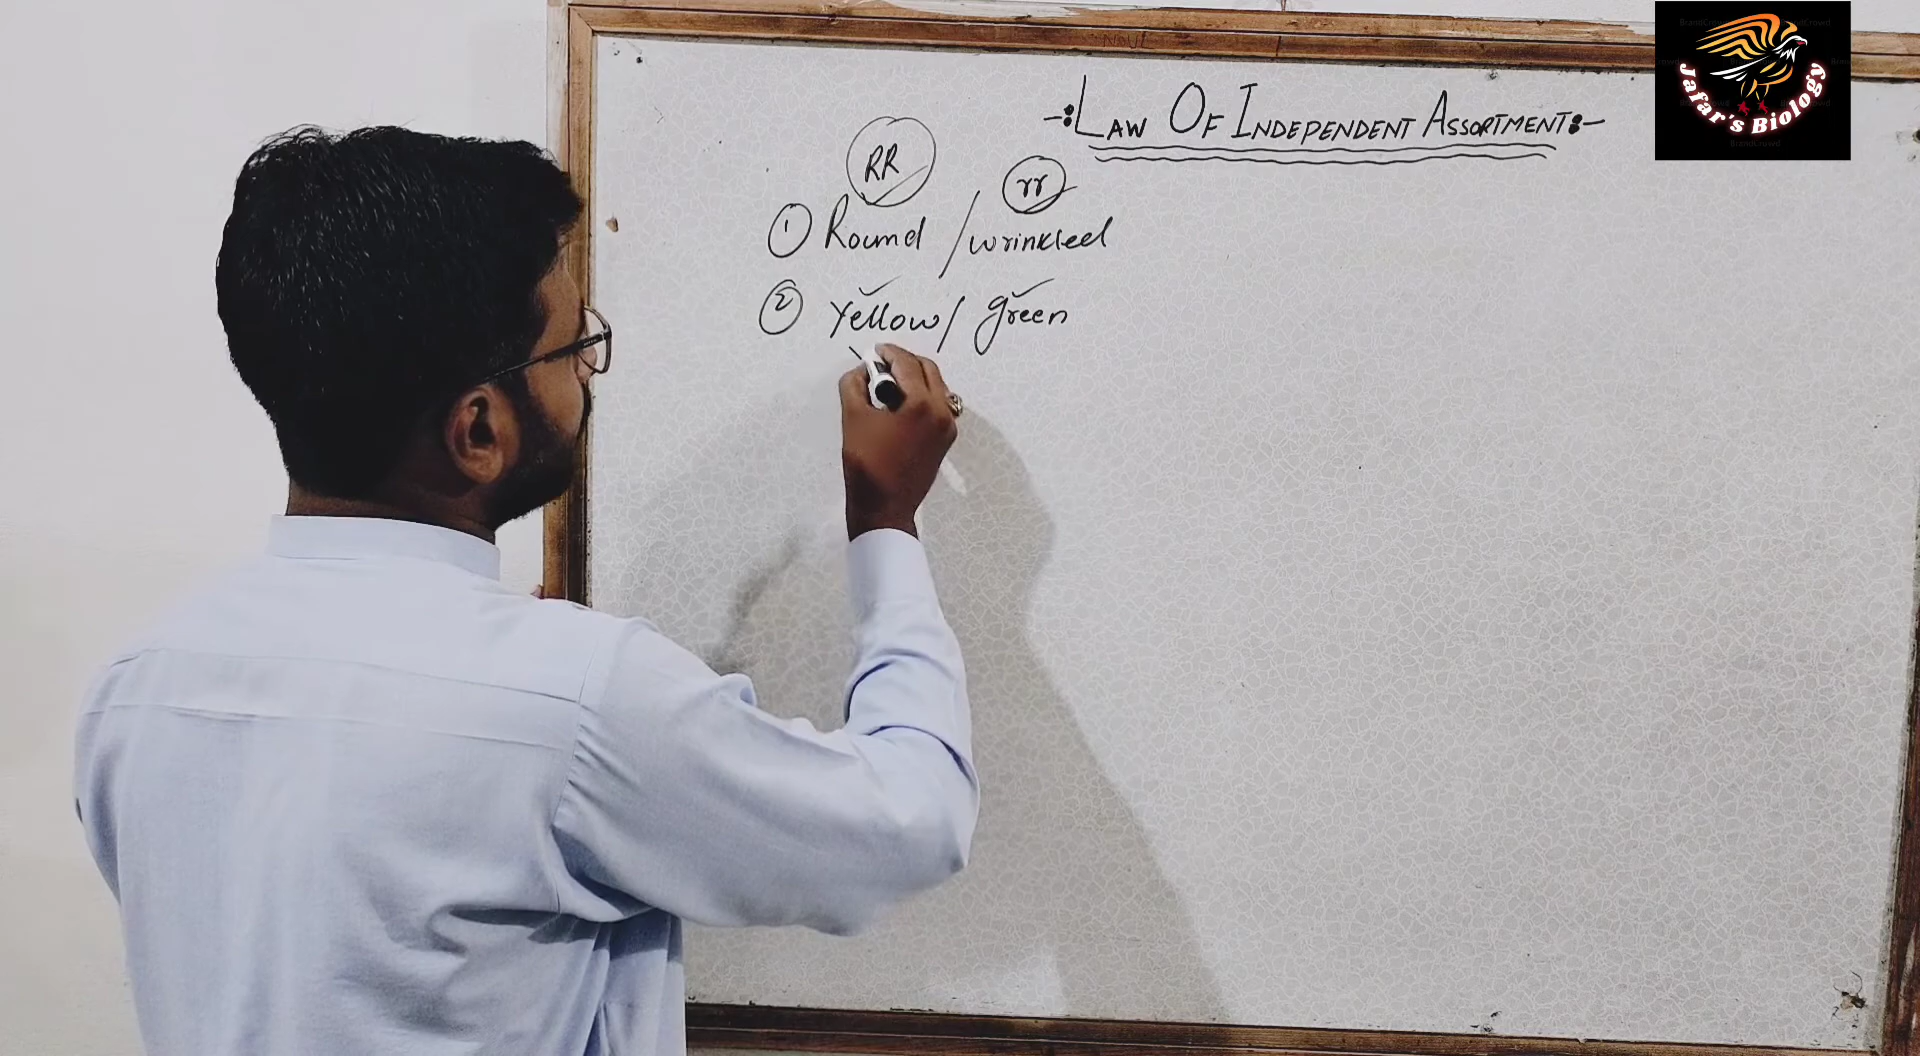 -:Law Of Independent Assortment:-
RR rr
① Round / wrinkled
② Yellow / green
Jafar's Biology